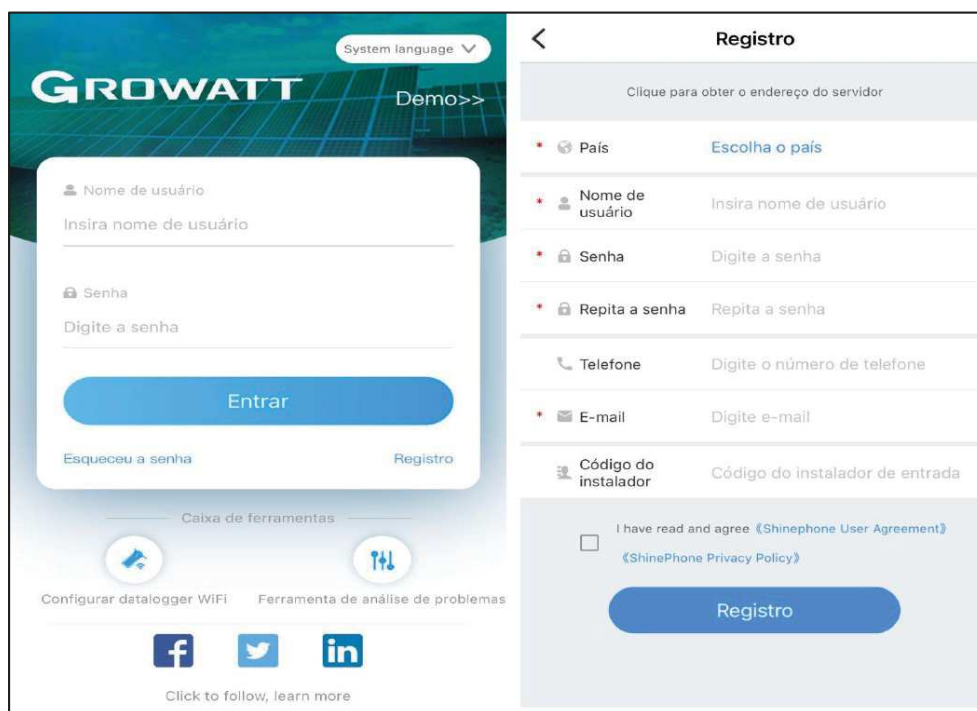 System language
GROWATT
Demo>>
Nome de usuário
Insira nome de usuário
Senha
Digite a senha
Entrar
Esqueceu a senha
Registro
Caixa de ferramentas
Configurar datalogger WiFi
Ferramenta de análise de problemas
f
in
Click to follow, learn more
Registro
Clique para obter o endereço do servidor
* País Escolha o país
* Nome de
usuário Insira nome de usuário
* Senha Digite a senha
* Repita a senha Repita a senha
Telefone Digite o número de telefone
* E-mail Digite e-mail
Código do
instalador Código do instalador de entrada
I have read and agree 《Shinephone User Agreement》
《ShinePhone Privacy Policy》
Registro